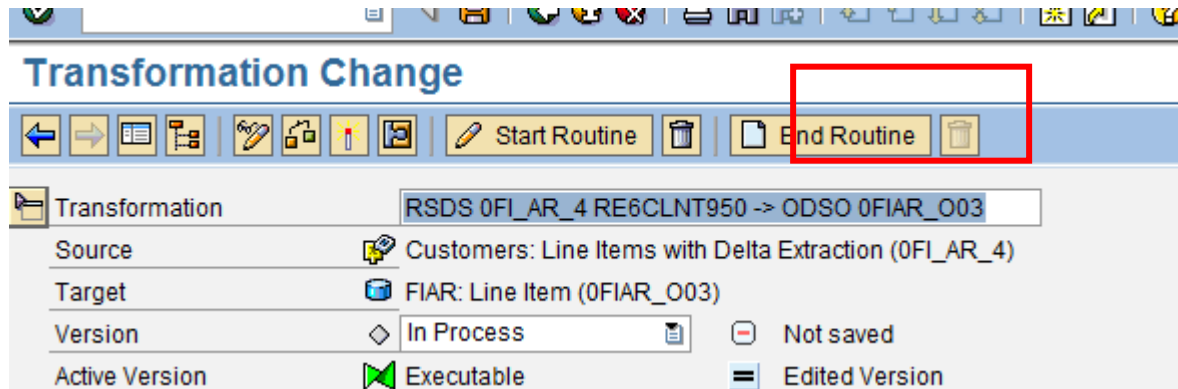 Transformation Change
Start Routine End Routine
Transformation RSDS 0FI_AR_4 RE6CLNT950 -> ODSO 0FIAR_O03
Source Customers: Line Items with Delta Extraction (0FI_AR_4)
Target FIAR: Line Item (0FIAR_O03)
Version In Process Not saved
Active Version Executable Edited Version